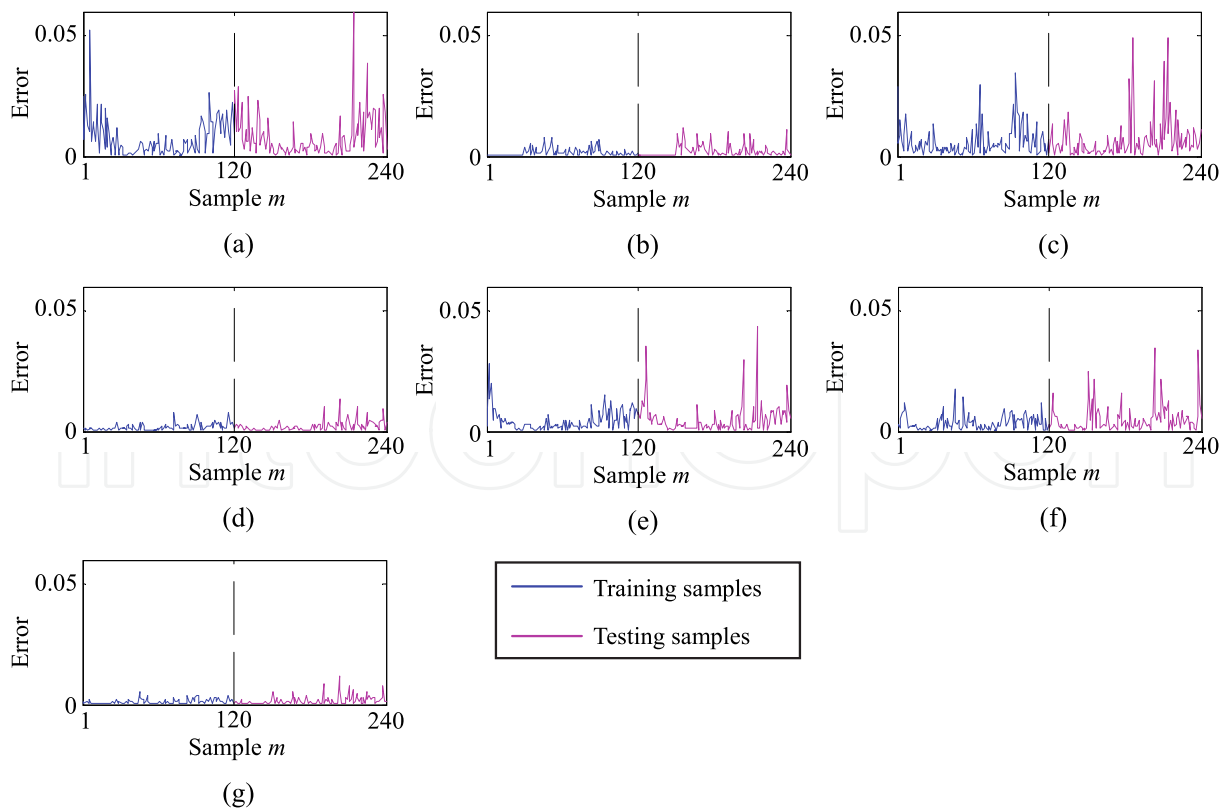 0.05
Error
0
1
120
240
Sample m
(a)
0.05
Error
0
1
120
240
Sample m
(b)
0.05
Error
0
1
120
240
Sample m
(c)
0.05
Error
0
1
120
240
Sample m
(d)
0.05
Error
0
1
120
240
Sample m
(e)
0.05
Error
0
1
120
240
Sample m
(f)
0.05
Error
0
1
120
240
Sample m
(g)
Training samples
Testing samples
intechopen